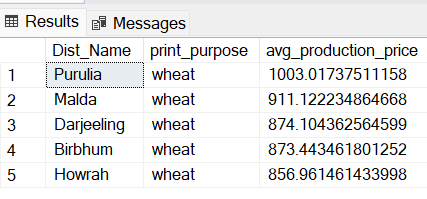 Results Messages
Dist_Name print_purpose avg_production_price
1 Purulia wheat 1003.01737511158
2 Malda wheat 911.122234864668
3 Darjeeling wheat 874.104362564599
4 Birbhum wheat 873.443461801252
5 Howrah wheat 856.961461433998